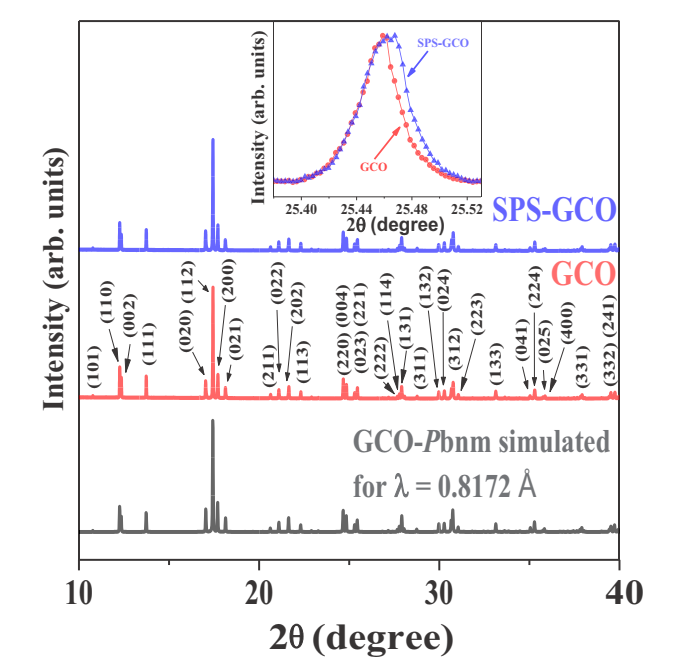 Intensity (arb. units)
SPS-GCO
GCO
25.40 25.44 25.48 25.52
2θ (degree)
SPS-GCO
GCO
Intensity (arb. units)
(101)
(110)
(002)
(111)
(020)
(112)
(200)
(021)
(211)
(022)
(202)
(113)
(220) (004)
(023) (221)
(222)
(114)
(131)
(311)
(132)
(024)
(312)
(223)
(133)
(041)
(224)
(025)
(400)
(331)
(332) (241)
GCO-Pbnm simulated
for λ = 0.8172 Å
10 20 30 40
2θ (degree)